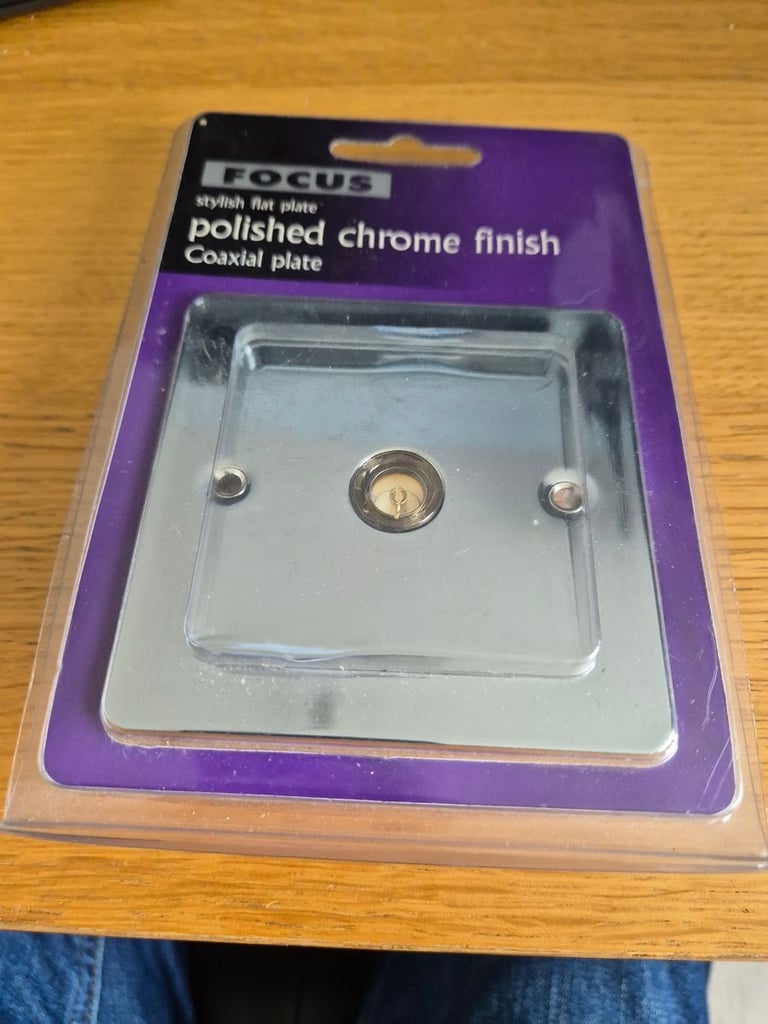 FOCUS
stylish flat plate
polished chrome finish
Coaxial plate